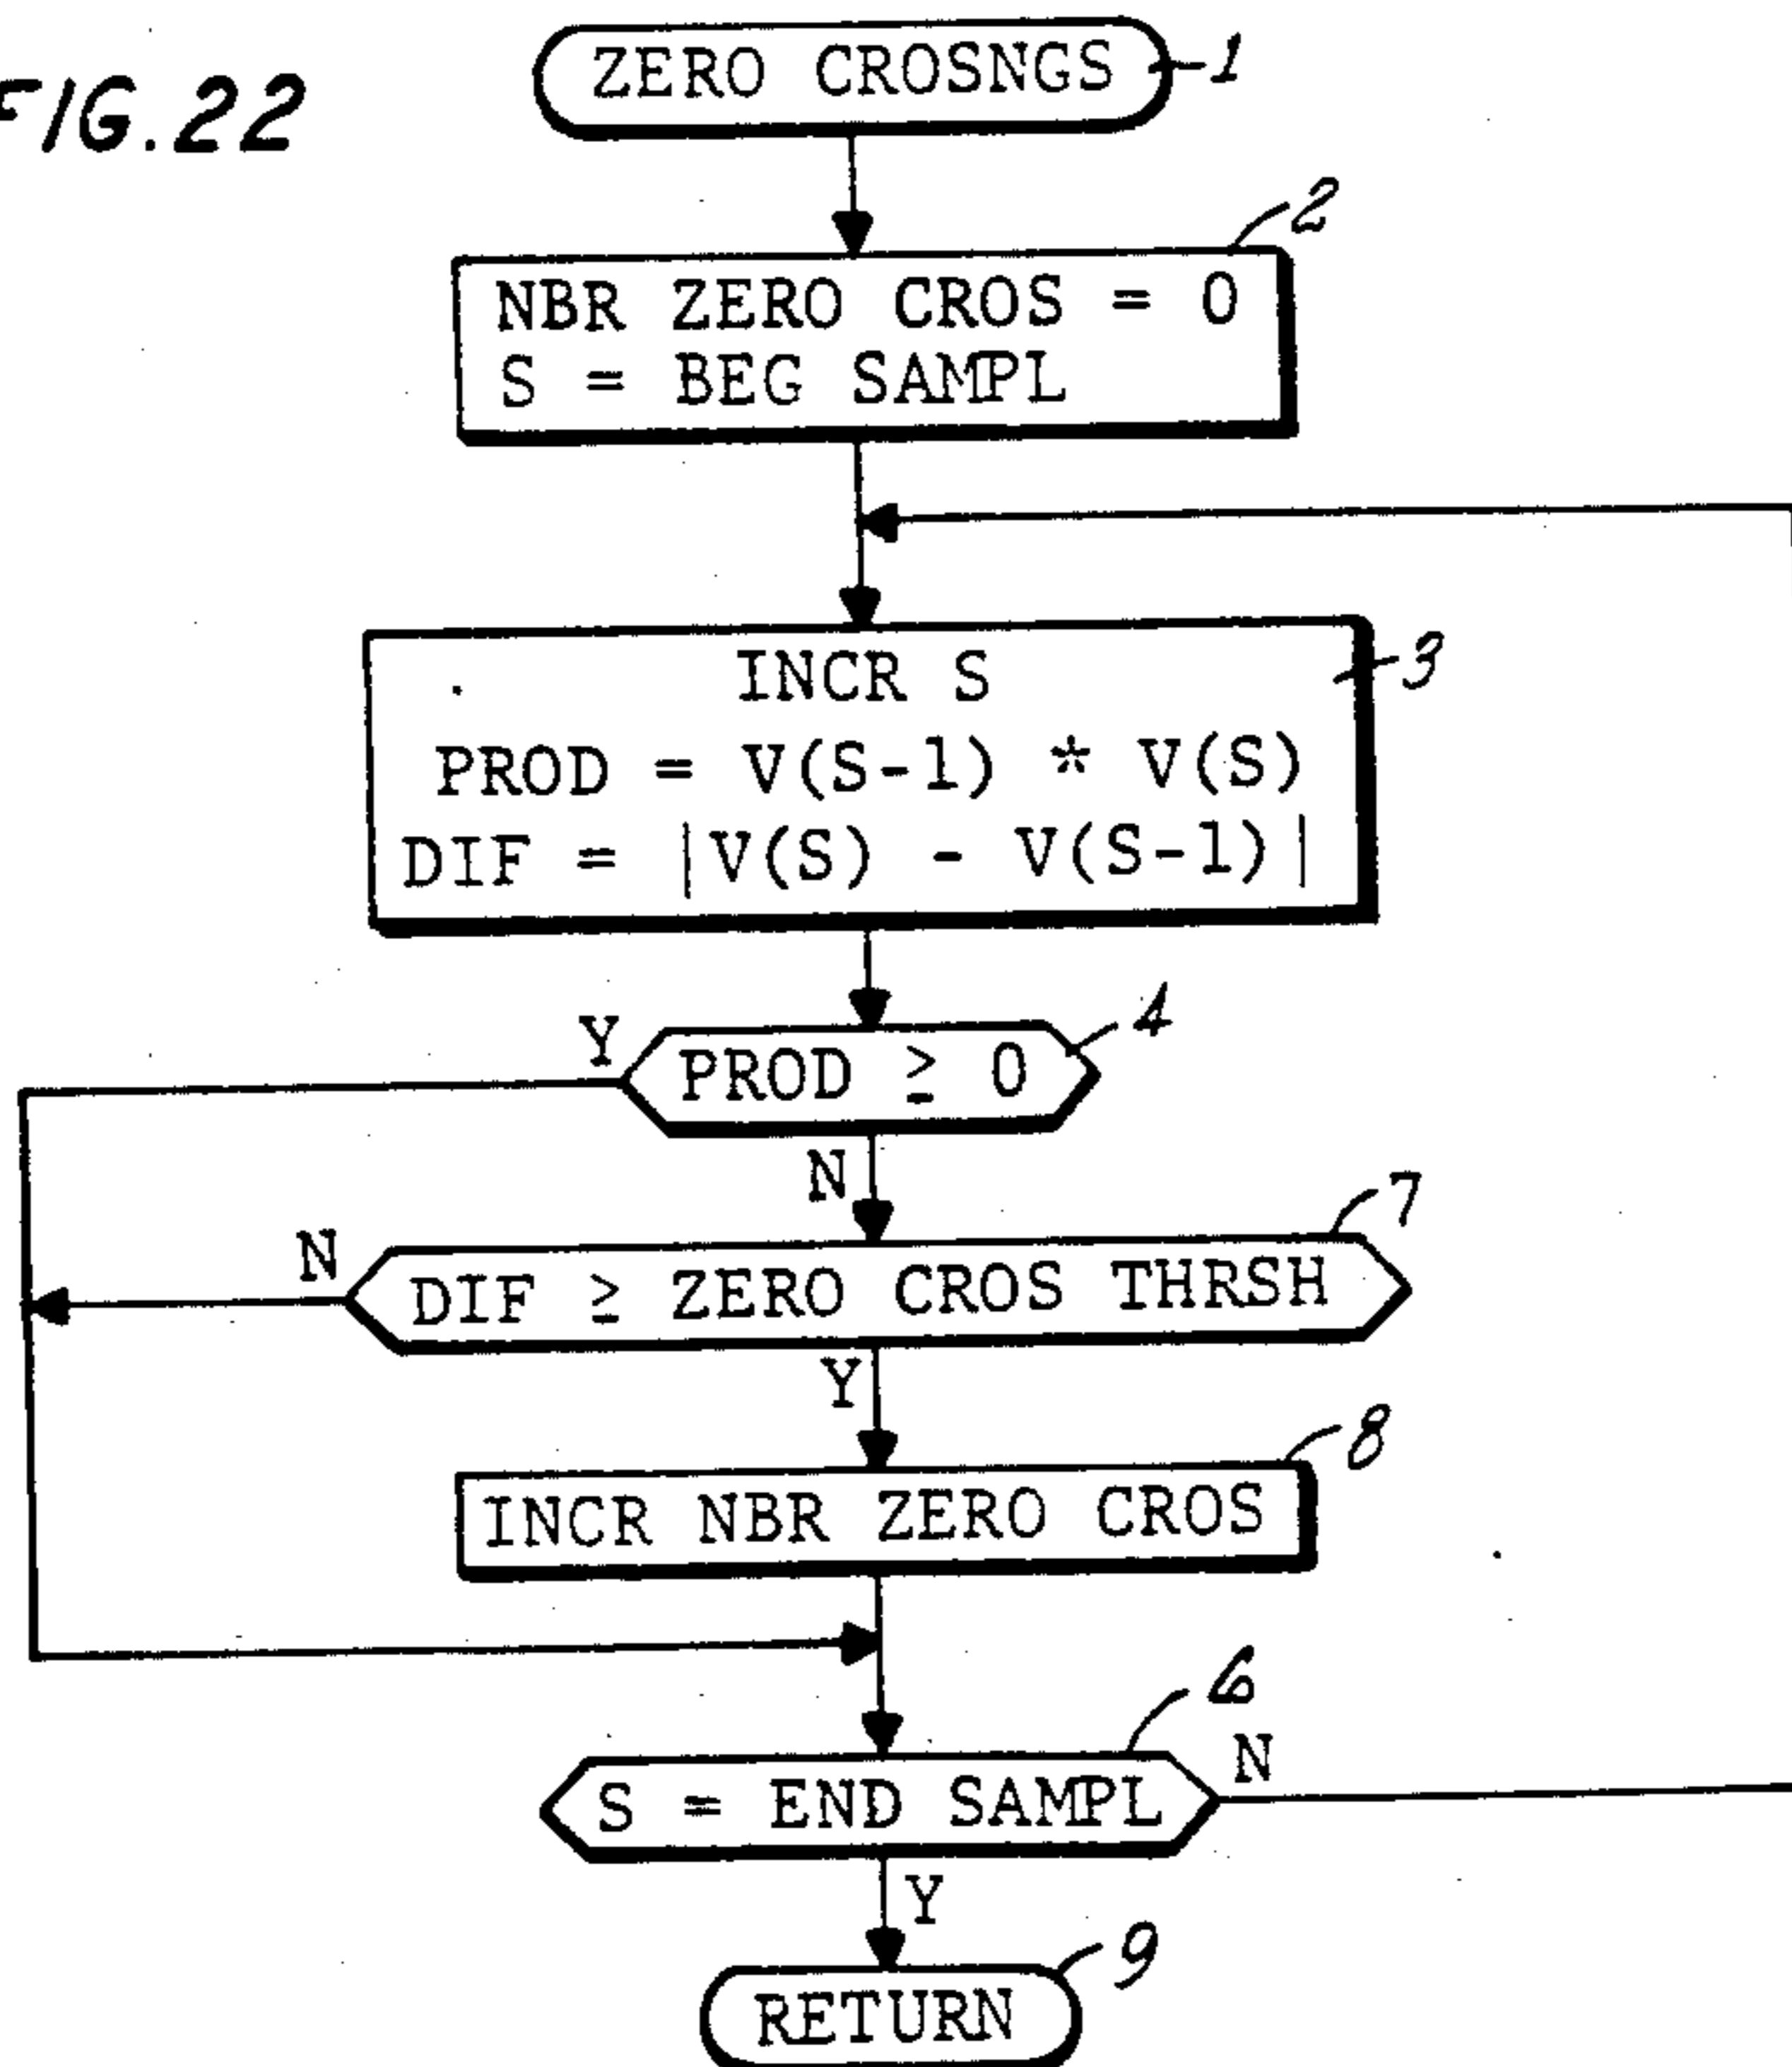 FIG.22
ZERO CROSNGS
1
2
NBR ZERO CROS = 0
S = BEG SAMPL
3
INCR S
PROD = V(S-1) * V(S)
DIF = |V(S) - V(S-1)|
4
Y
PROD ≥ 0
N
7
N
DIF ≥ ZERO CROS THRSH
Y
8
INCR NBR ZERO CROS
6
N
S = END SAMPL
Y
9
RETURN